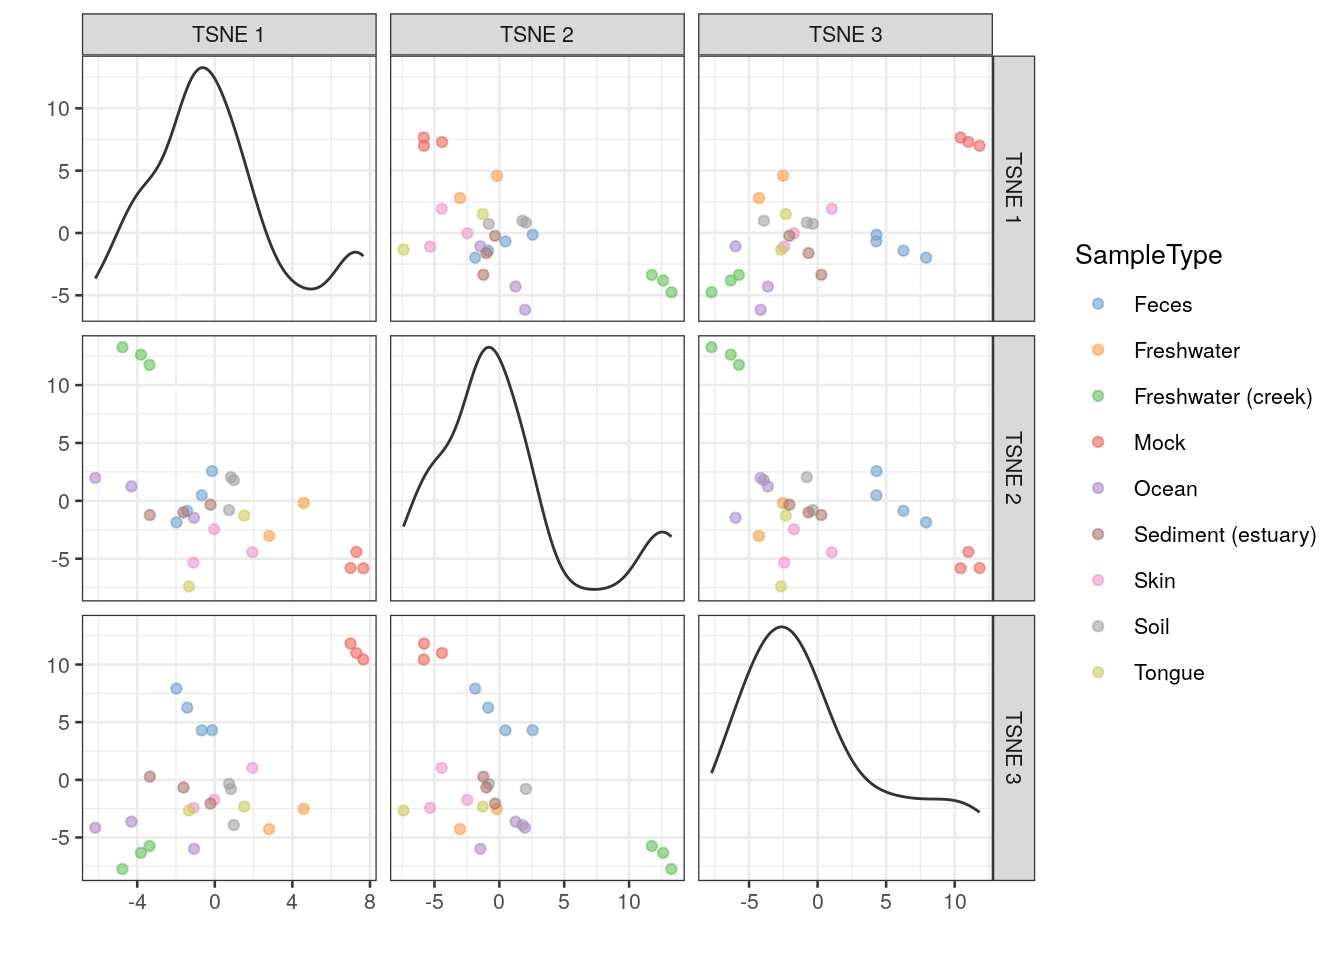 TSNE 1
TSNE 2
TSNE 3
10
5
0
-5
TSNE 1
10
5
0
-5
TSNE 2
10
5
0
-5
TSNE 3
-4
0
4
8
-5
0
5
10
-5
0
5
10
SampleType
Feces
Freshwater
Freshwater (creek)
Mock
Ocean
Sediment (estuary)
Skin
Soil
Tongue